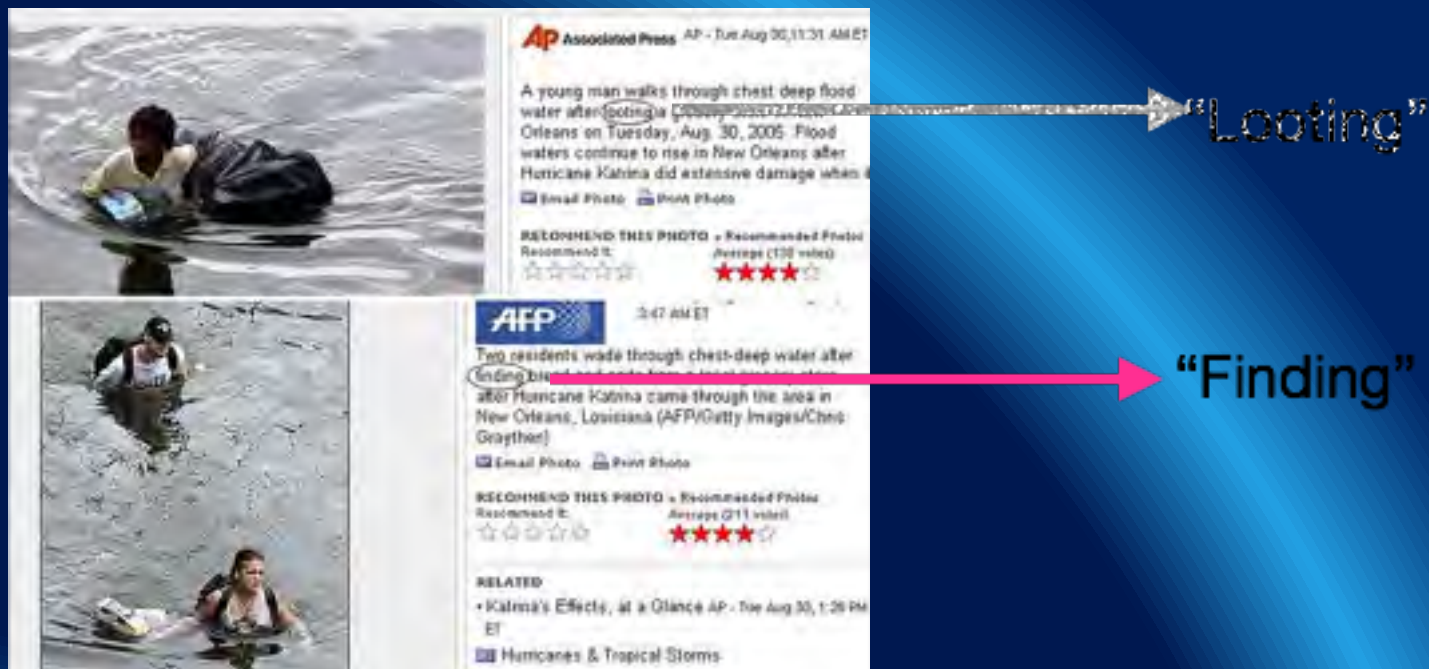 AP Associated Press AP - Tue Aug 30, 11:31 AM ET
A young man walks through chest deep flood
water after looting a grocery
Orleans on Tuesday, Aug. 30, 2005. Flood
waters continue to rise in New Orleans after
Hurricane Katrina did extensive damage when
Email Photo Print Photo
RECOMMEND THIS PHOTO » Recommended Photos
Recommend It:
Average (138 votes)
"Looting"
AFP
3:47 AM ET
Two residents wade through chest-deep water after
finding
after Hurricane Katrina came through the area in
New Orleans, Louisiana (AFP/Getty Images/Chris
Graythen)
Email Photo Print Photo
RECOMMEND THIS PHOTO » Recommended Photos
Recommend It:
Average (211 votes)
"Finding"
RELATED
• Katrina's Effects, at a Glance AP - Tue Aug 30, 1:28 PM
ET
Hurricanes & Tropical Storms